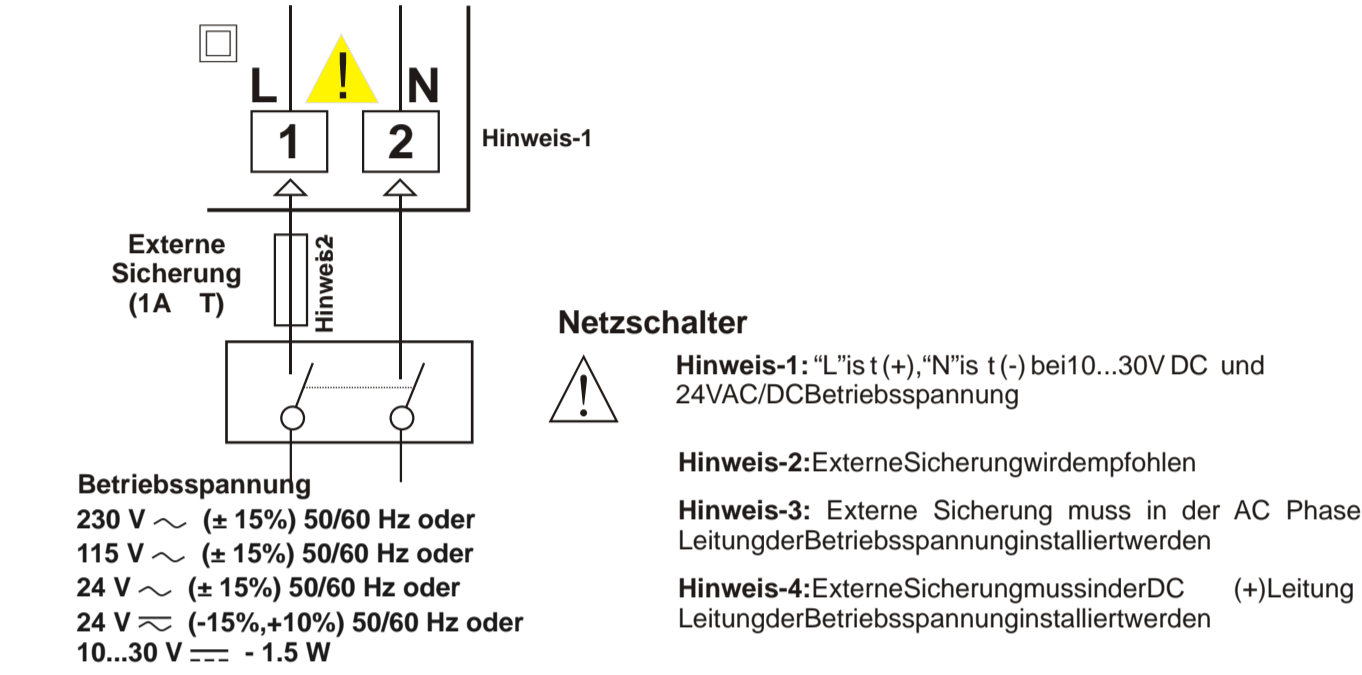 L N
1 2
Hinweis-1
Externe
Sicherung
(1A T)
Hinweis2
Netzschalter
Hinweis-1: “L”is t (+),“N”is t (-) bei10...30V DC und
24VAC/DCBetriebsspannung
Hinweis-2:ExterneSicherungwirdempfohlen
Hinweis-3: Externe Sicherung muss in der AC Phase
LeitungderBetriebsspannunginstalliertwerden
Hinweis-4:ExterneSicherungmussinderDC (+)Leitung
LeitungderBetriebsspannunginstalliertwerden
Betriebsspannung
230 V ~ (± 15%) 50/60 Hz oder
115 V ~ (± 15%) 50/60 Hz oder
24 V ~ (± 15%) 50/60 Hz oder
24 V ⏦ (-15%,+10%) 50/60 Hz oder
10...30 V ⎓ - 1.5 W